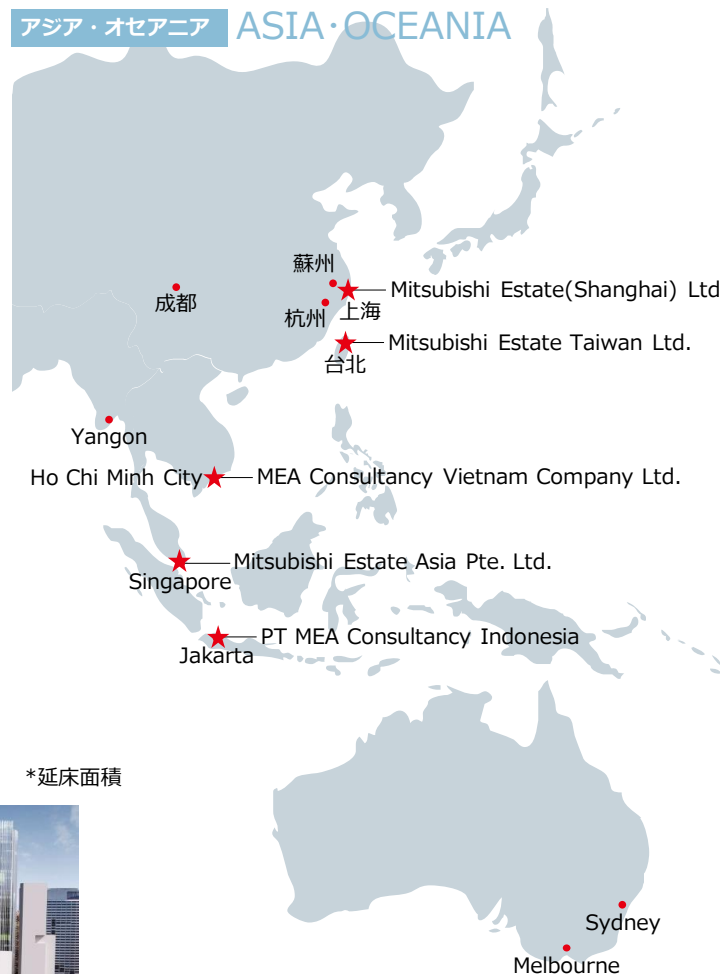 アジア・オセアニア ASIA･OCEANIA
蘇州
Mitsubishi Estate(Shanghai) Ltd
成都
杭州 上海
Mitsubishi Estate Taiwan Ltd.
台北
Yangon
Ho Chi Minh City MEA Consultancy Vietnam Company Ltd.
Mitsubishi Estate Asia Pte. Ltd.
Singapore
PT MEA Consultancy Indonesia
Jakarta
*延床面積
Sydney
Melbourne